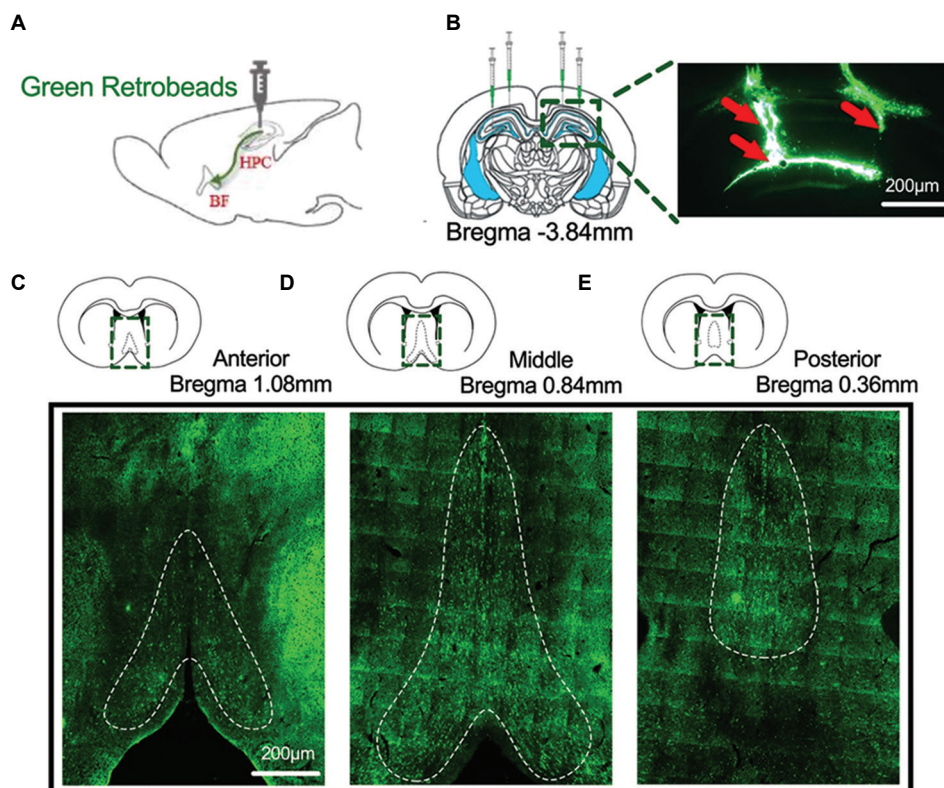 A
B
Green Retrobeads
HPC
BF
Bregma -3.84mm
200µm
C
D
E
Anterior
Bregma 1.08mm
Middle
Bregma 0.84mm
Posterior
Bregma 0.36mm
200µm